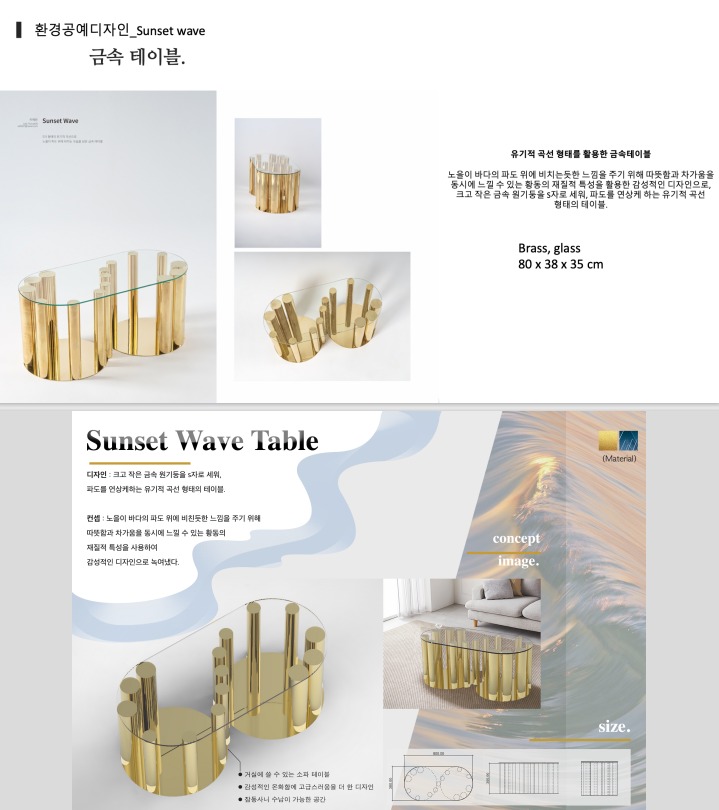 환경공예디자인_Sunset wave
금속 테이블.
Sunset Wave
유기적 곡선 형태를 활용한 금속테이블
노을이 바다의 파도 위에 비치는듯한 느낌을 주기 위해 따뜻함과 차가움을
동시에 느낄 수 있는 황동의 재질적 특성을 활용한 감성적인 디자인으로,
크고 작은 금속 원기둥을 s자로 세워, 파도를 연상케 하는 유기적 곡선
형태의 테이블.
Brass, glass
80 x 38 x 35 cm
Sunset Wave Table
(Material)
디자인 : 크고 작은 금속 원기둥을 s자로 세워,
파도를 연상케하는 유기적 곡선 형태의 테이블.
컨셉 : 노을이 바다의 파도 위에 비친듯한 느낌을 주기 위해
따뜻함과 차가움을 동시에 느낄 수 있는 황동의
재질적 특성을 사용하여
감성적인 디자인으로 녹여냈다.
concept
image.
size.
거실에 쓸 수 있는 소파 테이블
감성적인 온화함에 고급스러움을 더 한 디자인
잠동사니 수납이 가능한 공간